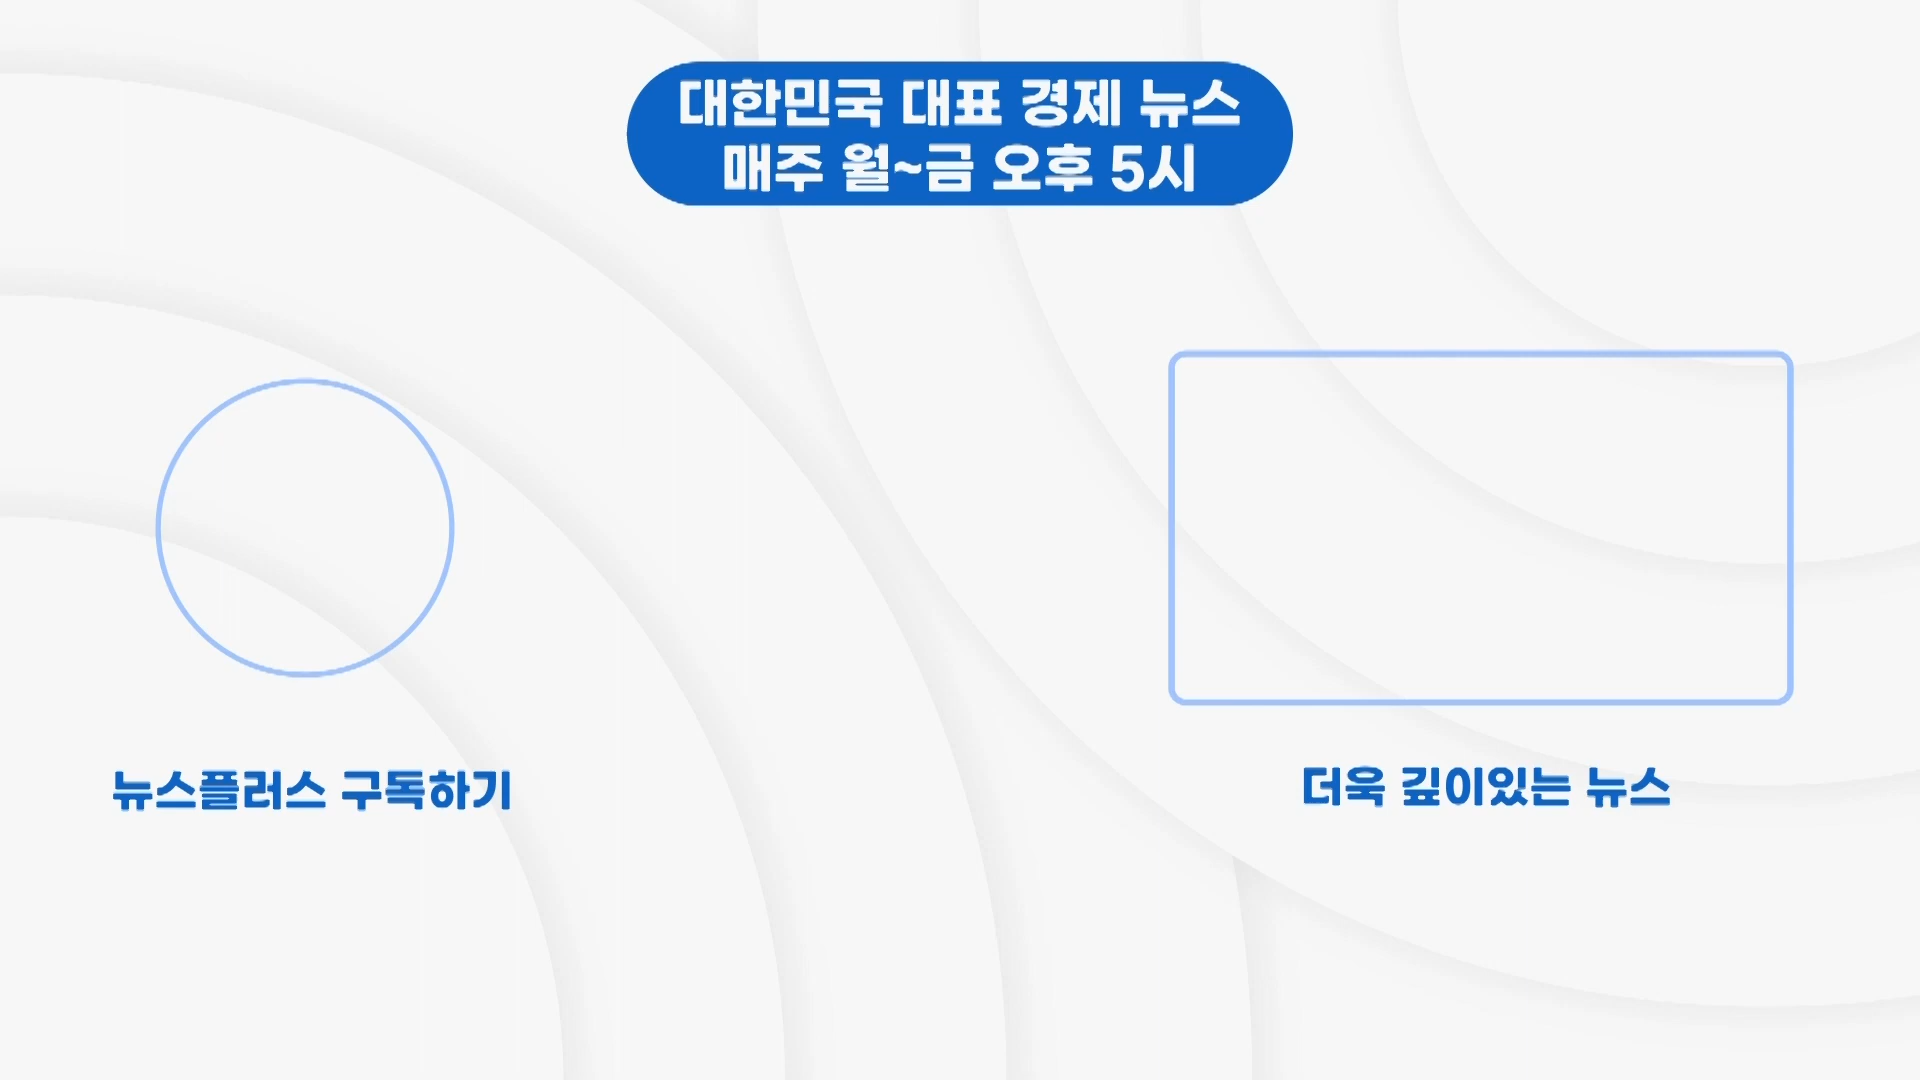 대한민국 대표 경제 뉴스
매주 월~금 오후 5시
뉴스플러스 구독하기
더욱 깊이있는 뉴스